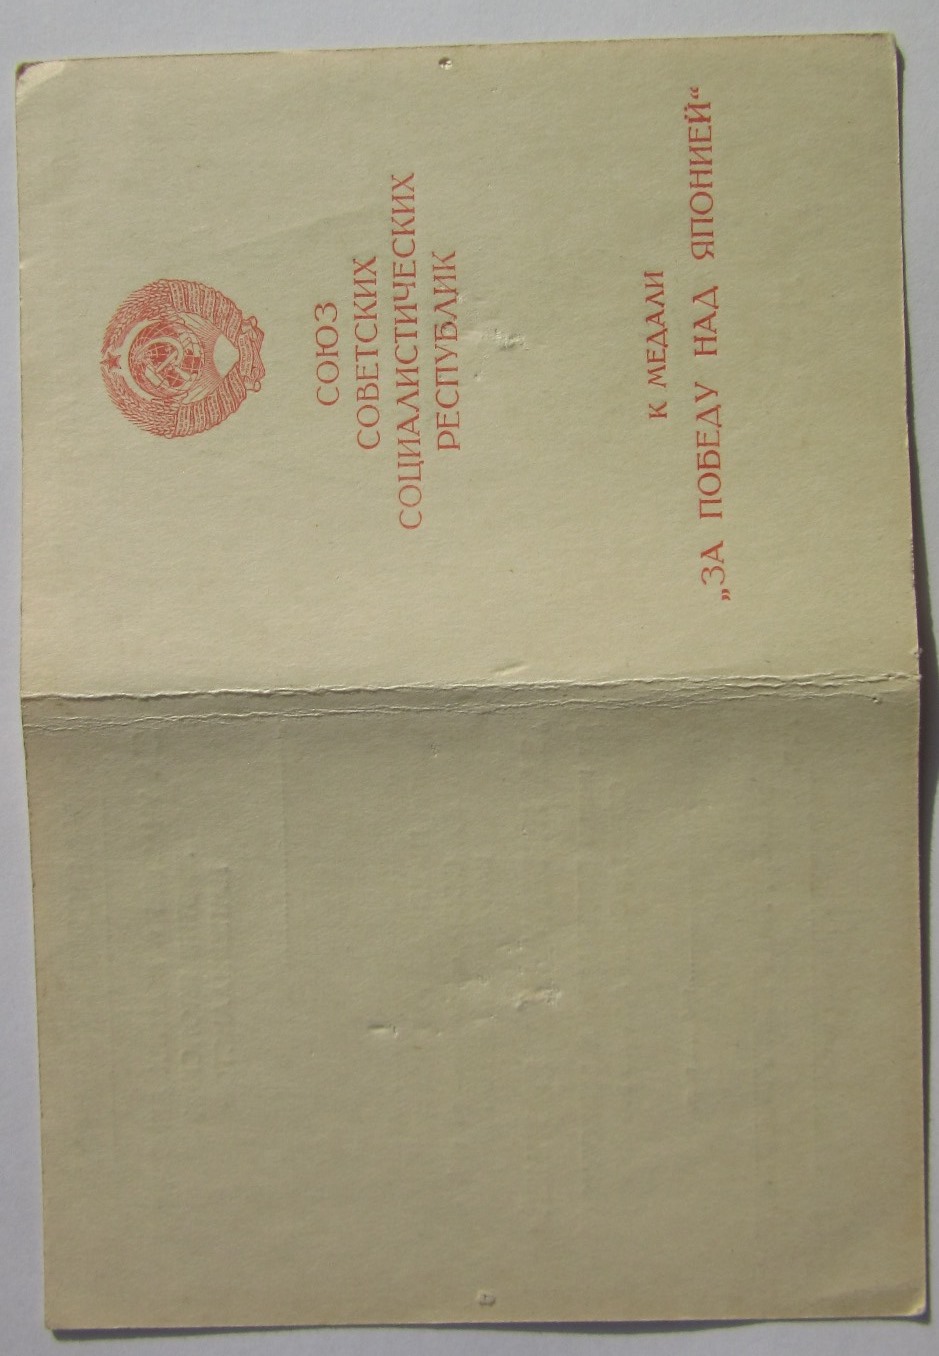 СОЮЗ
СОВЕТСКИХ
СОЦИАЛИСТИЧЕСКИХ
РЕСПУБЛИК
К МЕДАЛИ
„ЗА ПОБЕДУ НАД ЯПОНИЕЙ“